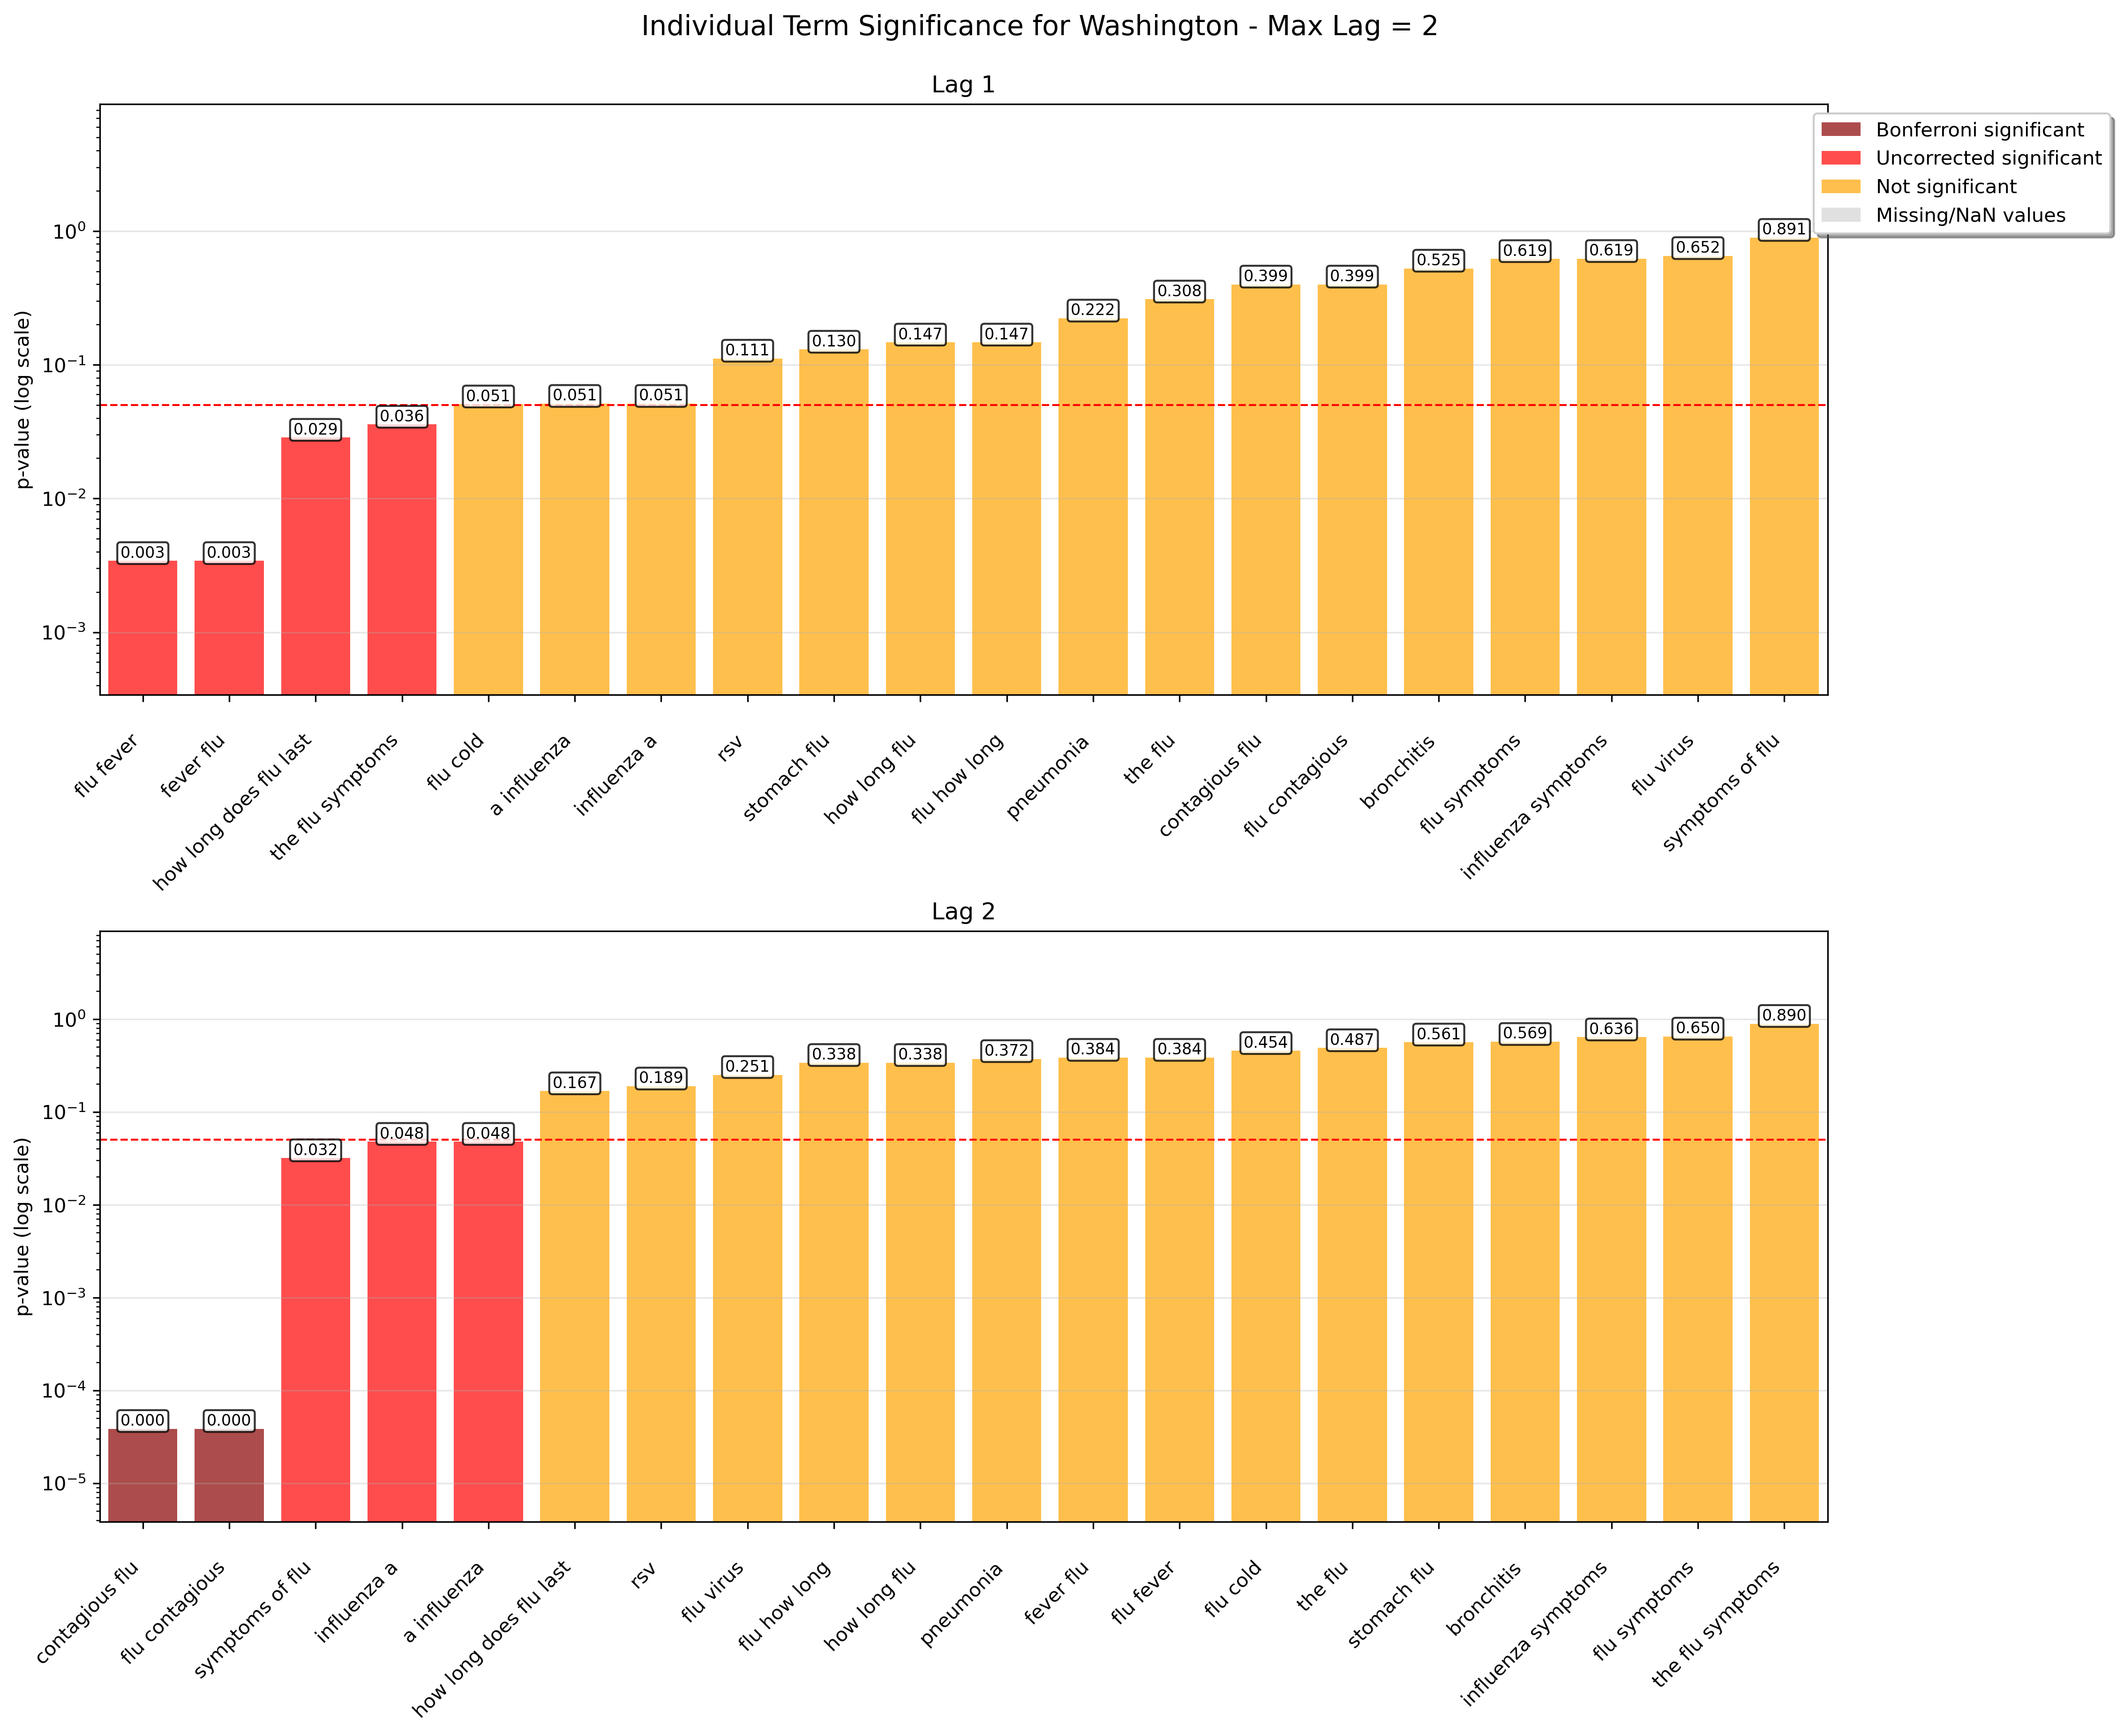 Individual Term Significance for Washington - Max Lag = 2
Lag 1
Bonferroni significant
Uncorrected significant
Not significant
Missing/NaN values
p-value (log scale)
10⁰
10⁻¹
10⁻²
10⁻³
0.003
0.003
0.029
0.036
0.051
0.051
0.051
0.111
0.130
0.147
0.147
0.222
0.308
0.399
0.399
0.525
0.619
0.619
0.652
0.891
flu fever
fever flu
how long does flu last
the flu symptoms
flu cold
a influenza
influenza a
rsv
stomach flu
how long flu
flu how long
pneumonia
the flu
contagious flu
flu contagious
bronchitis
flu symptoms
influenza symptoms
flu virus
symptoms of flu
Lag 2
p-value (log scale)
10⁰
10⁻¹
10⁻²
10⁻³
10⁻⁴
10⁻⁵
0.000
0.000
0.032
0.048
0.048
0.167
0.189
0.251
0.338
0.338
0.372
0.384
0.384
0.454
0.487
0.561
0.569
0.636
0.650
0.890
contagious flu
flu contagious
symptoms of flu
influenza a
a influenza
how long does flu last
rsv
flu virus
flu how long
how long flu
pneumonia
fever flu
flu fever
flu cold
the flu
stomach flu
bronchitis
influenza symptoms
flu symptoms
the flu symptoms